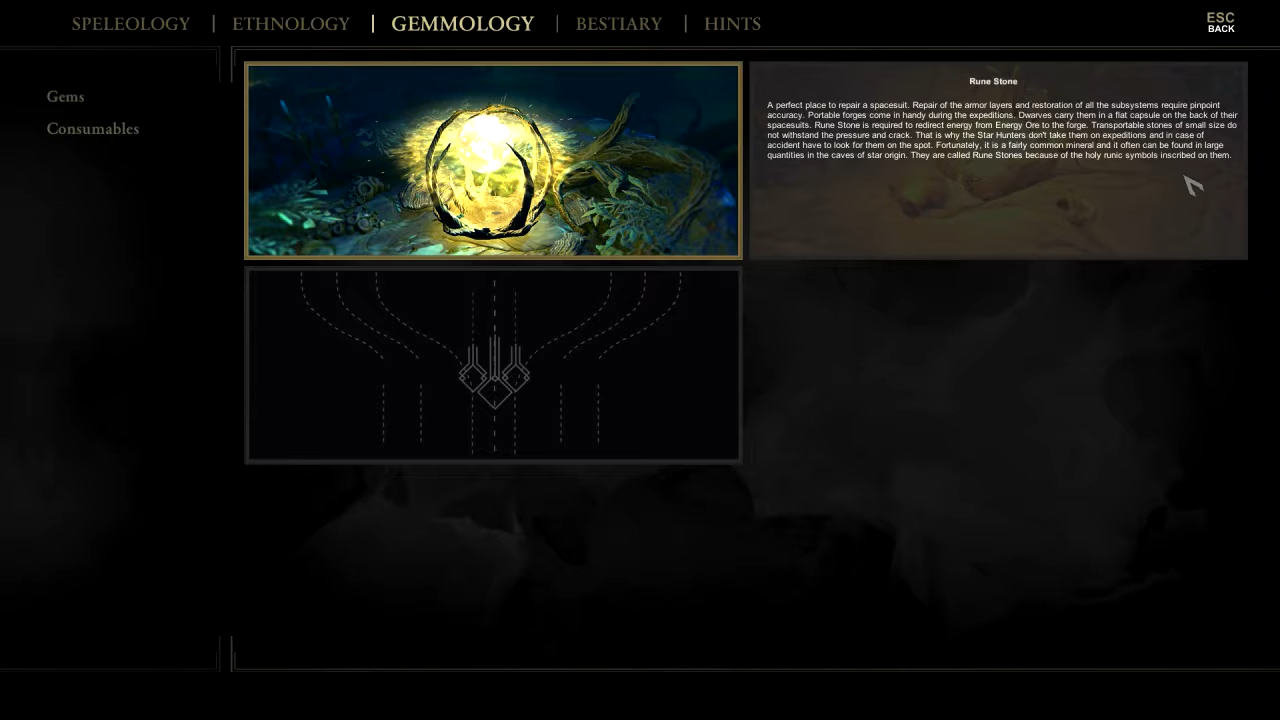 SPELEOLOGY | ETHNOLOGY | GEMMOLOGY | BESTIARY | HINTS
ESC
BACK
Gems
Consumables
Rune Stone
A perfect place to repair a spacesuit. Repair of the armor layers and restoration of all the subsystems require pinpoint
accuracy. Portable forges come in handy during the expeditions. Dwarves carry them in a flat capsule on the back of their
spacesuits. Rune Stone is required to redirect energy from Energy Ore to the forge. Transportable stones of small size do
not withstand the pressure and crack. That is why the Star Hunters don't take them on expeditions and in case of
accident have to look for them on the spot. Fortunately, it is a fairly common mineral and it often can be found in large
quantities in the caves of star origin. They are called Rune Stones because of the holy runic symbols inscribed on them.